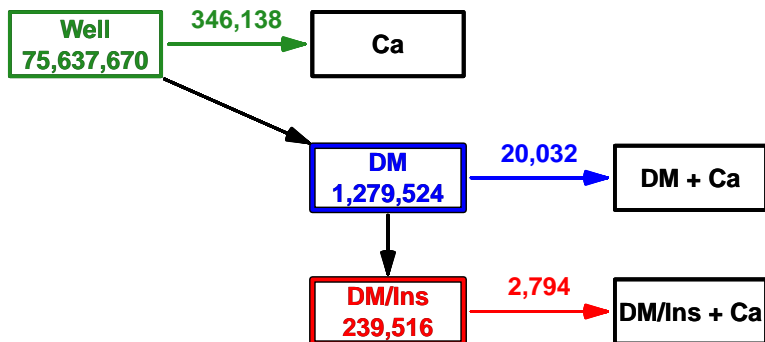 Well
75,637,670
346,138
Ca
DM
1,279,524
20,032
DM + Ca
DM/Ins
239,516
2,794
DM/Ins + Ca